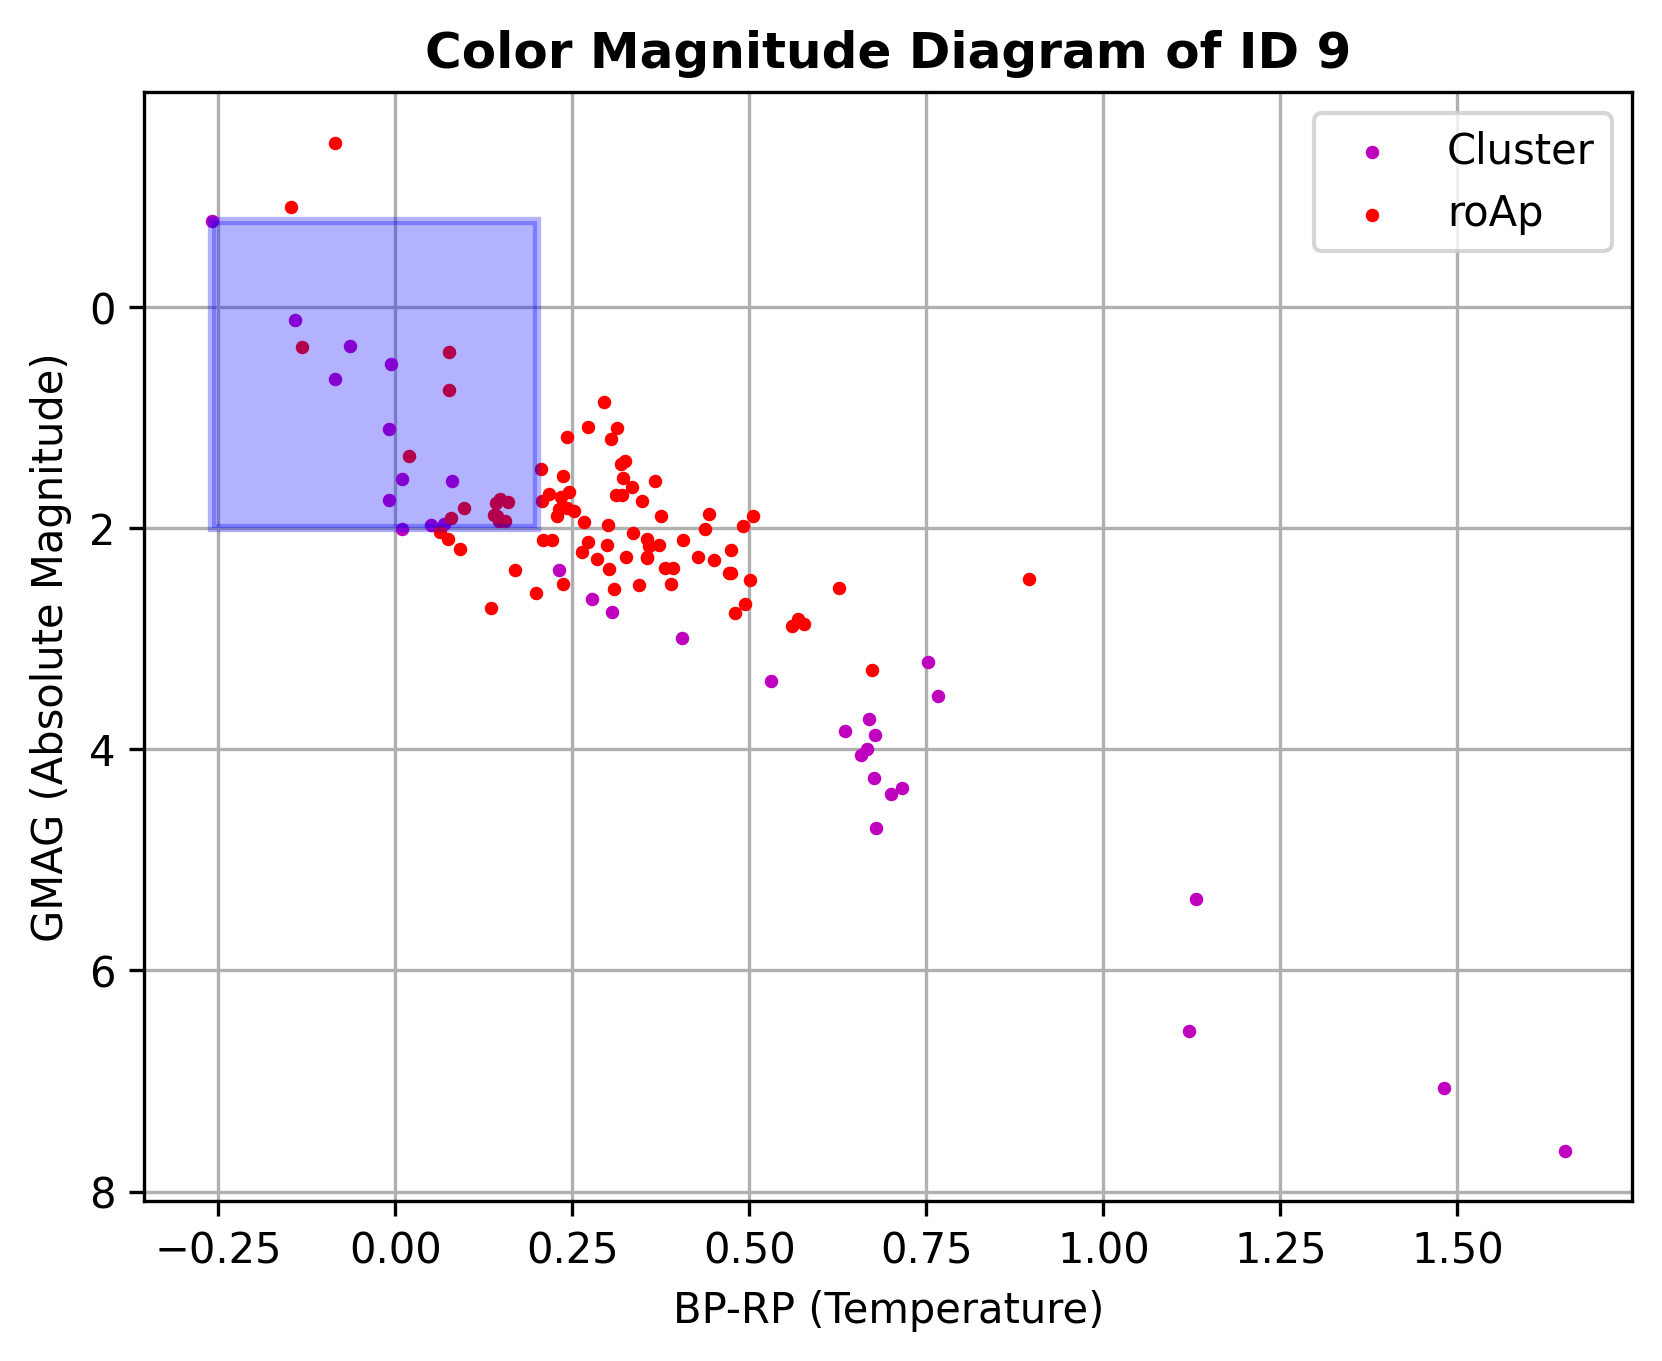 Color Magnitude Diagram of ID 9
Cluster
roAp
GMAG (Absolute Magnitude)
0
2
4
6
8
−0.25 0.00 0.25 0.50 0.75 1.00 1.25 1.50
BP-RP (Temperature)